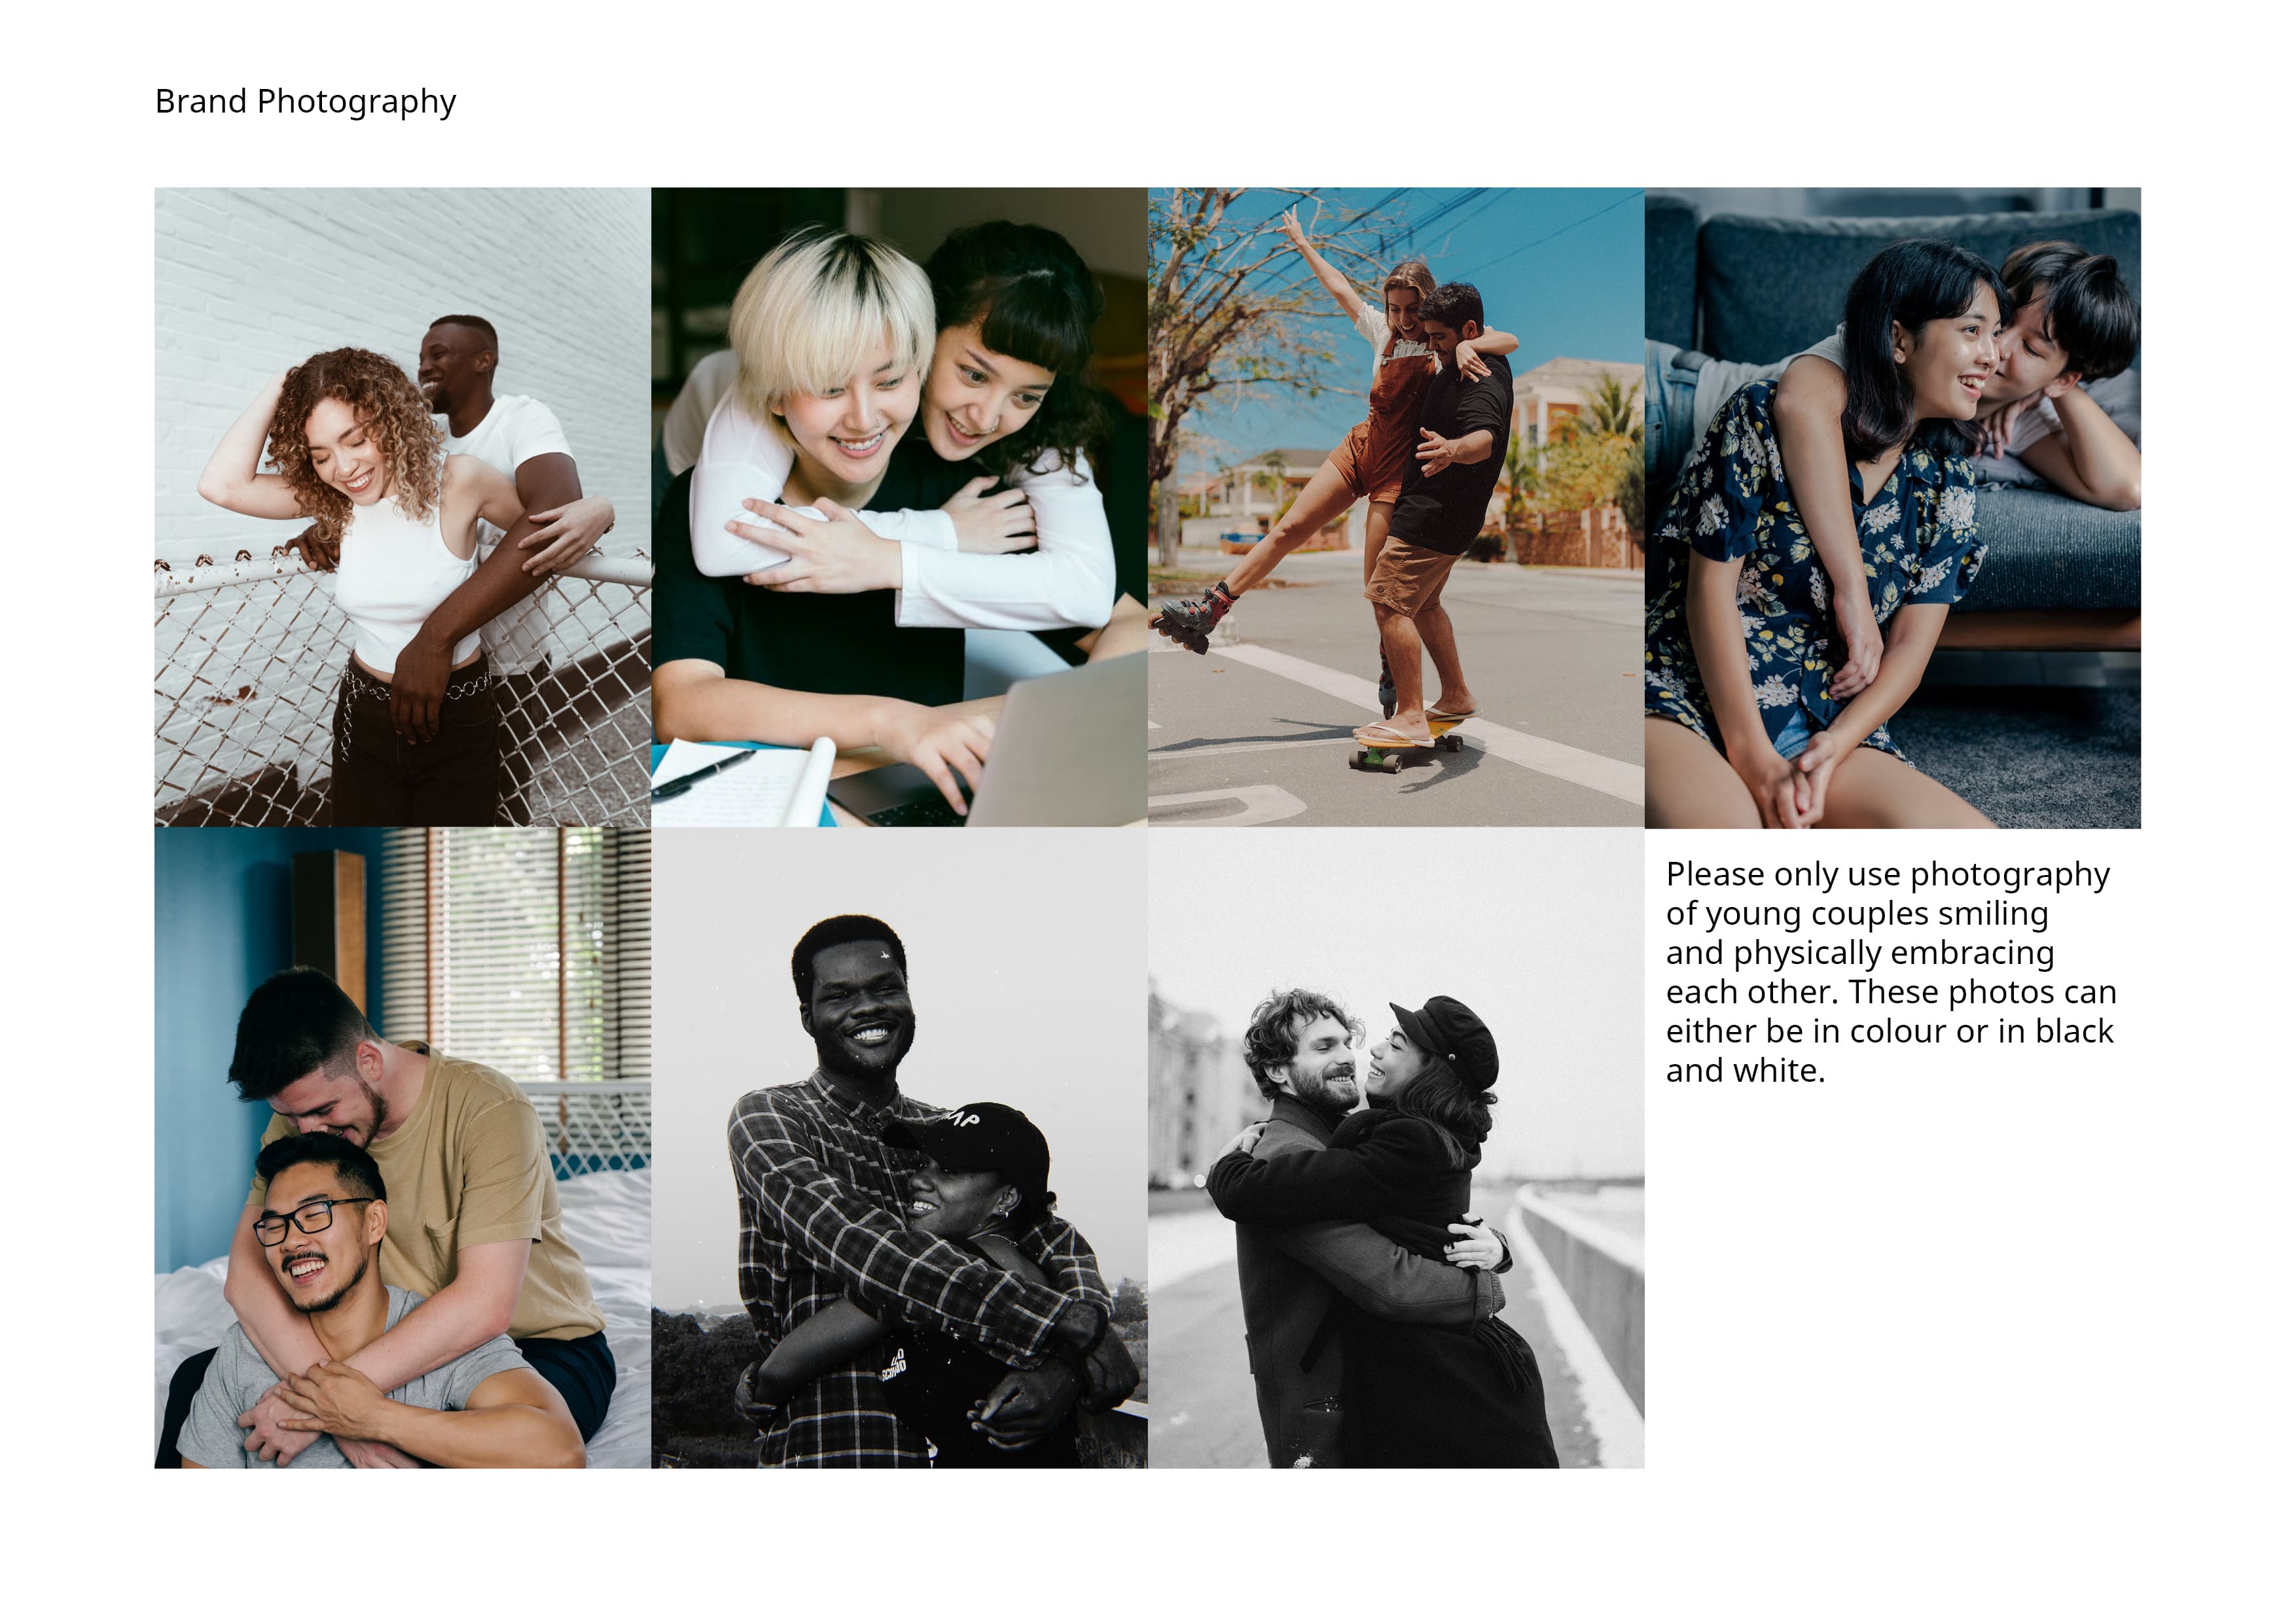 Brand Photography
Please only use photography
of young couples smiling
and physically embracing
each other. These photos can
either be in colour or in black
and white.